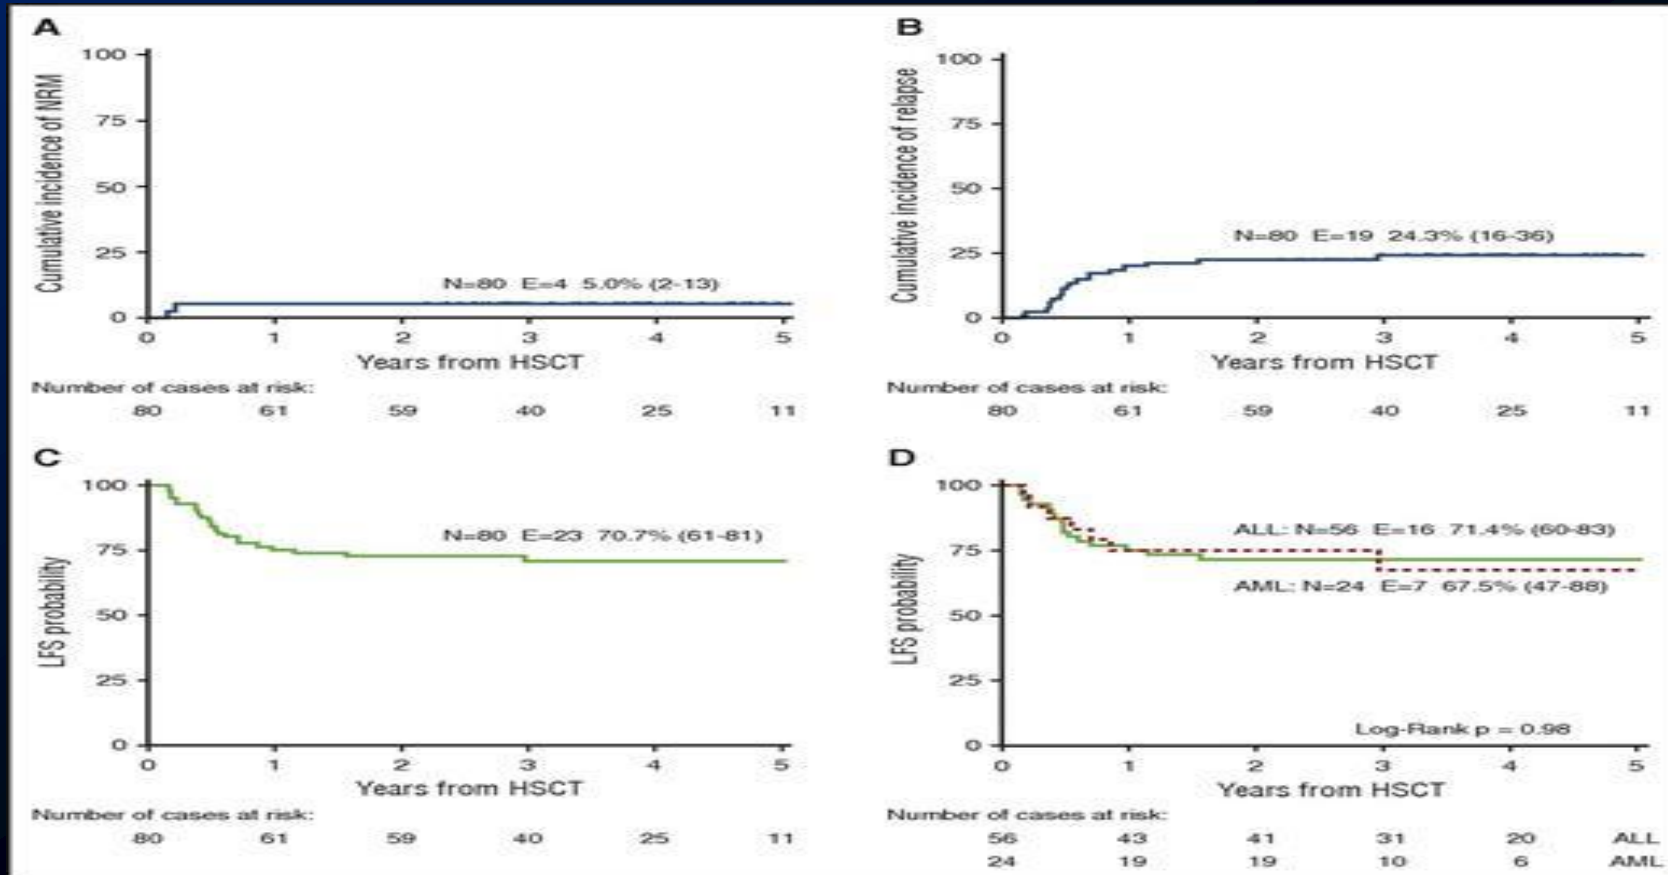 A
Cumulative incidence of NRM
100
75
50
25
0
N=80 E=4 5.0% (2-13)
0 1 2 3 4 5
Years from HSCT
Number of cases at risk:
80 61 59 40 25 11
B
Cumulative incidence of relapse
100
75
50
25
0
N=80 E=19 24.3% (16-36)
0 1 2 3 4 5
Years from HSCT
Number of cases at risk:
80 61 59 40 25 11
C
LFS probability
100
75
50
25
0
N=80 E=23 70.7% (61-81)
0 1 2 3 4 5
Years from HSCT
Number of cases at risk:
80 61 59 40 25 11
D
LFS probability
100
75
50
25
0
ALL: N=56 E=16 71.4% (60-83)
AML: N=24 E=7 67.5% (47-88)
Log-Rank p = 0.98
0 1 2 3 4 5
Years from HSCT
Number of cases at risk:
56 43 41 31 20 ALL
24 19 19 10 6 AML